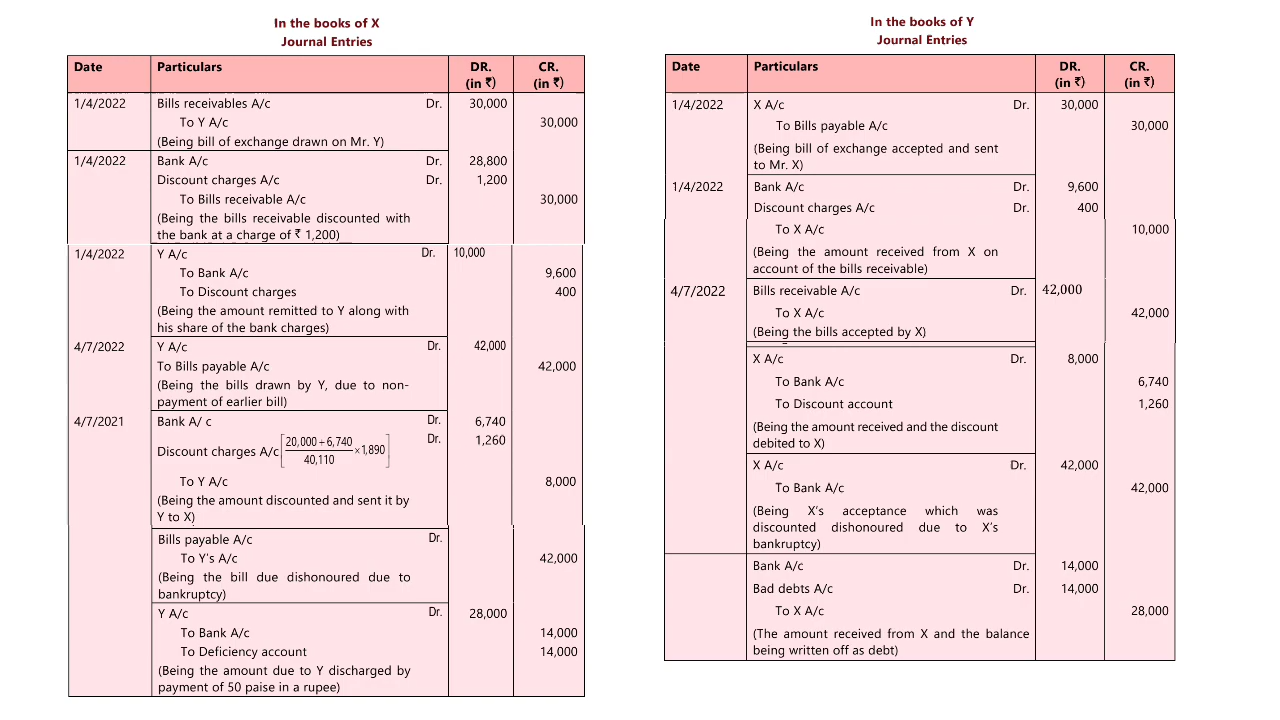 In the books of X
Journal Entries
Date Particulars DR. (in ₹) CR. (in ₹)
1/4/2022 Bills receivables A/c Dr. 30,000
To Y A/c 30,000
(Being bill of exchange drawn on Mr. Y)
1/4/2022 Bank A/c Dr. 28,800
Discount charges A/c Dr. 1,200
To Bills receivable A/c 30,000
(Being the bills receivable discounted with
the bank at a charge of ₹ 1,200)
1/4/2022 Y A/c Dr. 10,000
To Bank A/c 9,600
To Discount charges 400
(Being the amount remitted to Y along with
his share of the bank charges)
4/7/2022 Y A/c Dr. 42,000
To Bills payable A/c 42,000
(Being the bills drawn by Y, due to non-
payment of earlier bill)
4/7/2021 Bank A/ c Dr. 6,740
Discount charges A/c [(20,000 ÷ 6,740)/40,110 × 1,890] Dr. 1,260
To Y A/c 8,000
(Being the amount discounted and sent it by
Y to X)
Bills payable A/c Dr.
To Y's A/c 42,000
(Being the bill due dishonoured due to
bankruptcy)
Y A/c Dr. 28,000
To Bank A/c 14,000
To Deficiency account 14,000
(Being the amount due to Y discharged by
payment of 50 paise in a rupee)
In the books of Y
Journal Entries
Date Particulars DR. (in ₹) CR. (in ₹)
1/4/2022 X A/c Dr. 30,000
To Bills payable A/c 30,000
(Being bill of exchange accepted and sent
to Mr. X)
1/4/2022 Bank A/c Dr. 9,600
Discount charges A/c Dr. 400
To X A/c 10,000
(Being the amount received from X on
account of the bills receivable)
4/7/2022 Bills receivable A/c Dr. 42,000
To X A/c 42,000
(Being the bills accepted by X)
X A/c Dr. 8,000
To Bank A/c 6,740
To Discount account 1,260
(Being the amount received and the discount
debited to X)
X A/c Dr. 42,000
To Bank A/c 42,000
(Being X's acceptance which was
discounted dishonoured due to X's
bankruptcy)
Bank A/c Dr. 14,000
Bad debts A/c Dr. 14,000
To X A/c 28,000
(The amount received from X and the balance
being written off as debt)